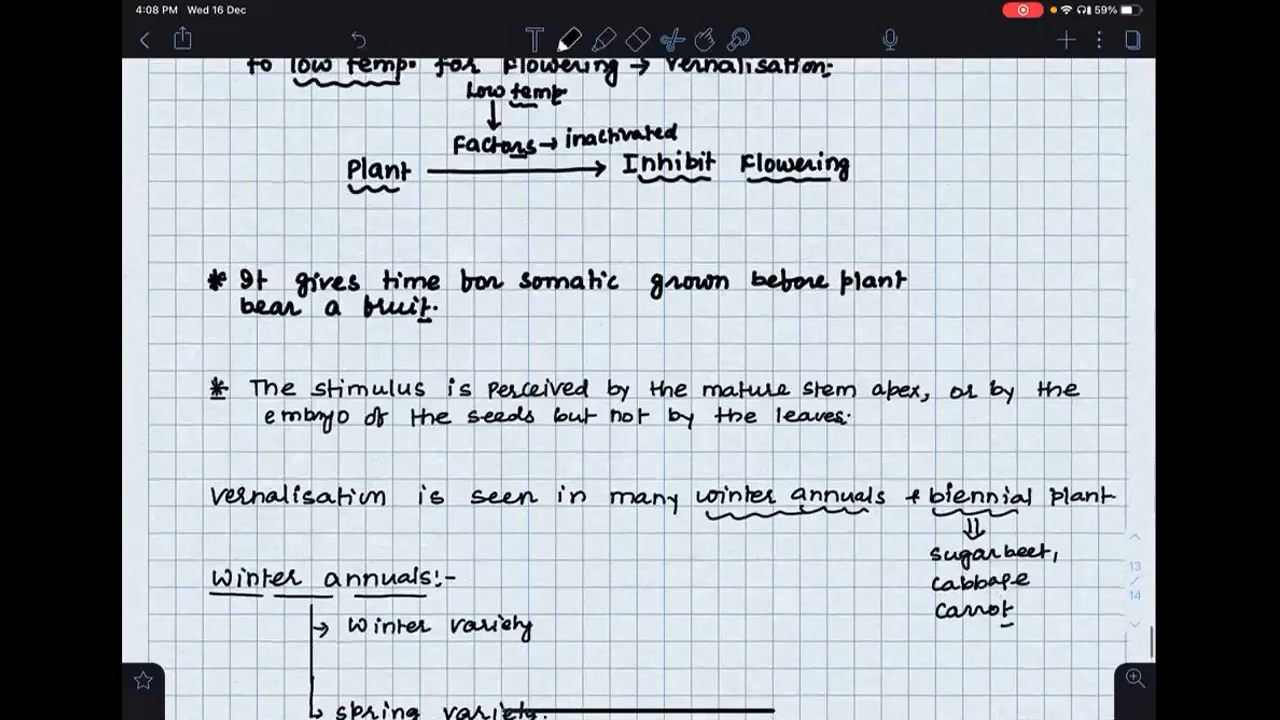 4:08 PM Wed 16 Dec
59%
to low temp. for Flowering → Vernalisation.
Low temp
↓
Factors → inactivated
Plant → Inhibit Flowering
* It gives time for somatic grown before plant
bear a fruit.
* The stimulus is perceived by the mature stem apex, or by the
embryo of the seeds but not by the leaves.
Vernalisation is seen in many winter annuals + biennial plant
⇓
sugarbeet,
cabbage
carrot
Winter annuals:-
→ winter variety
↳ spring variety.
13
/
14